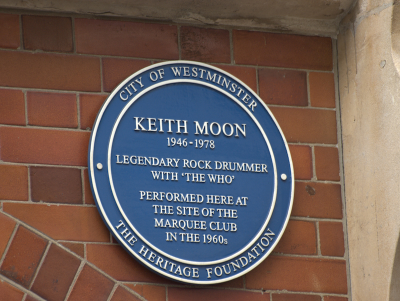 CITY OF WESTMINSTER
KEITH MOON
1946-1978
LEGENDARY ROCK DRUMMER
WITH 'THE WHO'
PERFORMED HERE AT
THE SITE OF THE
MARQUEE CLUB
IN THE 1960s
THE HERITAGE FOUNDATION